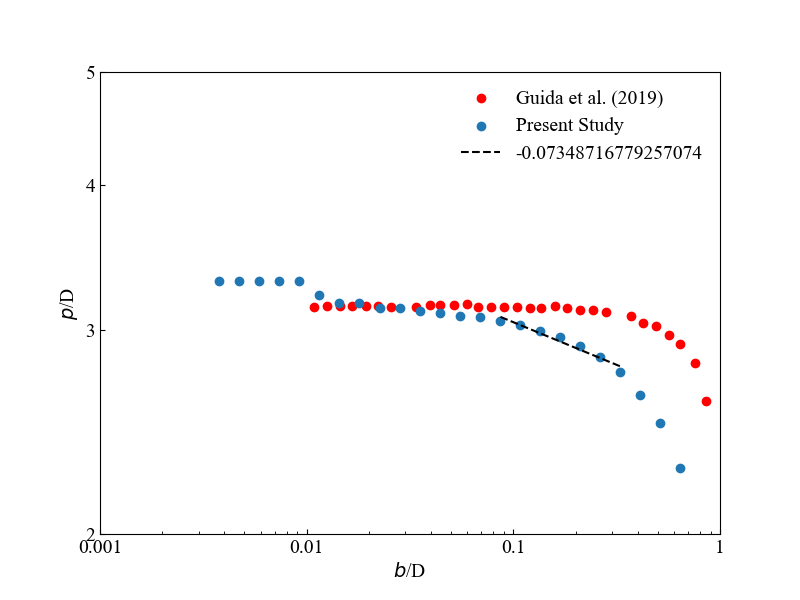 5
Guida et al. (2019)
Present Study
-0.07348716779257074
4
p/D
3
2
0.001 0.01 0.1 1
b/D